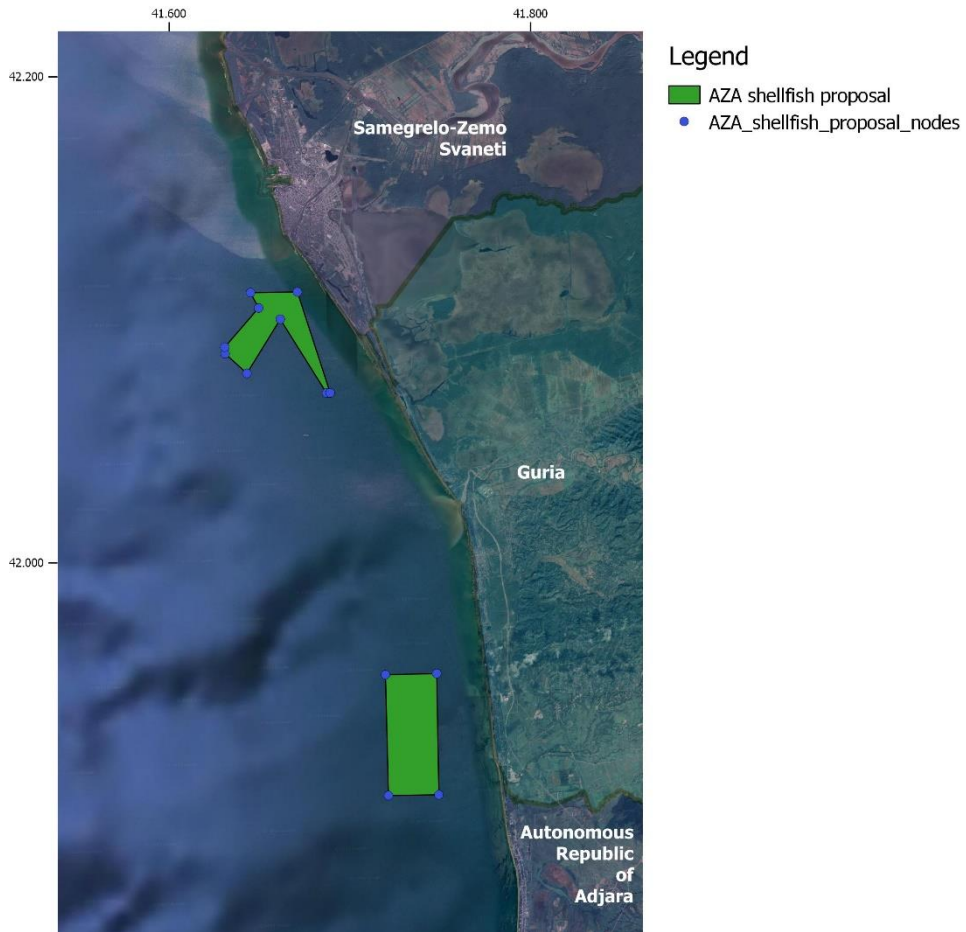 41.600
41.800
42.200
42.000
Samegrelo-Zemo
Svaneti
Guria
Autonomous
Republic
of
Adjara
Legend
AZA shellfish proposal
AZA_shellfish_proposal_nodes